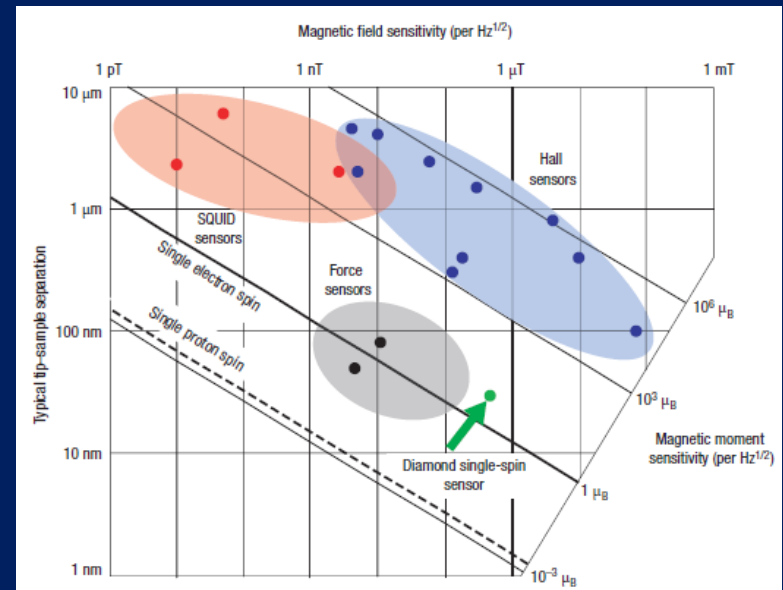 Magnetic field sensitivity (per Hz1/2)
1 pT
1 nT
1 μT
1 mT
10 μm
1 μm
100 nm
10 nm
1 nm
Typical tip–sample separation
Hall
sensors
SQUID
sensors
Single electron spin
Force
sensors
Single proton spin
Diamond single-spin
sensor
10⁶ μB
10³ μB
Magnetic moment
sensitivity (per Hz1/2)
1 μB
10⁻³ μB